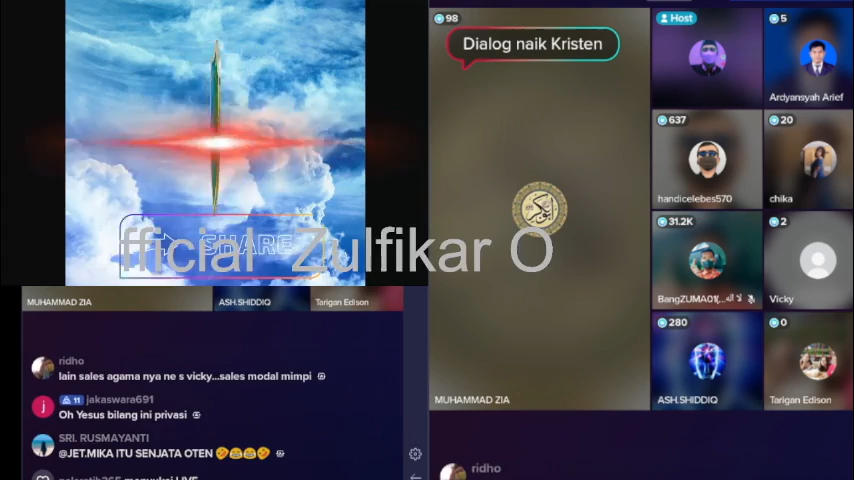 SHARE
fficial Zulfikar O
MUHAMMAD ZIA
ASH.SHIDDIQ
Tarigan Edison
ridho
lain sales agama nya ne s vicky...sales modal mimpi
11 jakaswara691
Oh Yesus bilang ini privasi
SRI. RUSMAYANTI
@JET.MIKA ITU SENJATA OTEN 🤣😂😂🤣
98
Dialog naik Kristen
MUHAMMAD ZIA
Host
5
Ardyansyah Arief
637
handicelebes570
20
chika
31.2K
BangZUMA01(...
2
Vicky
280
ASH.SHIDDIQ
0
Tarigan Edison
ridho